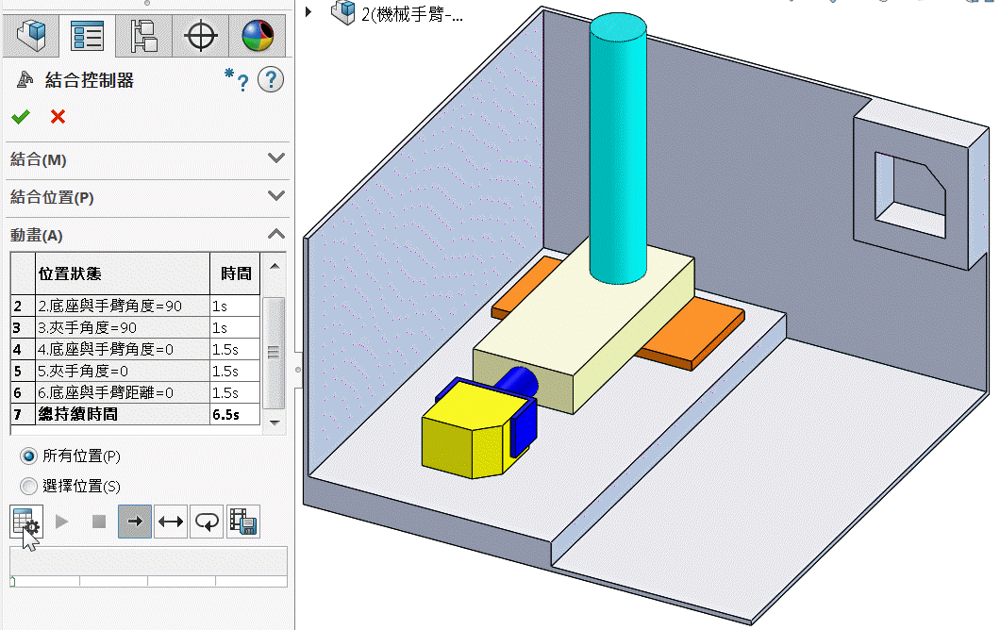 2(機械手臂-...
結合控制器
結合(M)
結合位置(P)
動畫(A)
位置狀態 時間
2 2.底座與手臂角度=90 1s
3 3.夾手角度=90 1s
4 4.底座與手臂角度=0 1.5s
5 5.夾手角度=0 1.5s
6 6.底座與手臂距離=0 1.5s
7 總持續時間 6.5s
所有位置(P)
選擇位置(S)